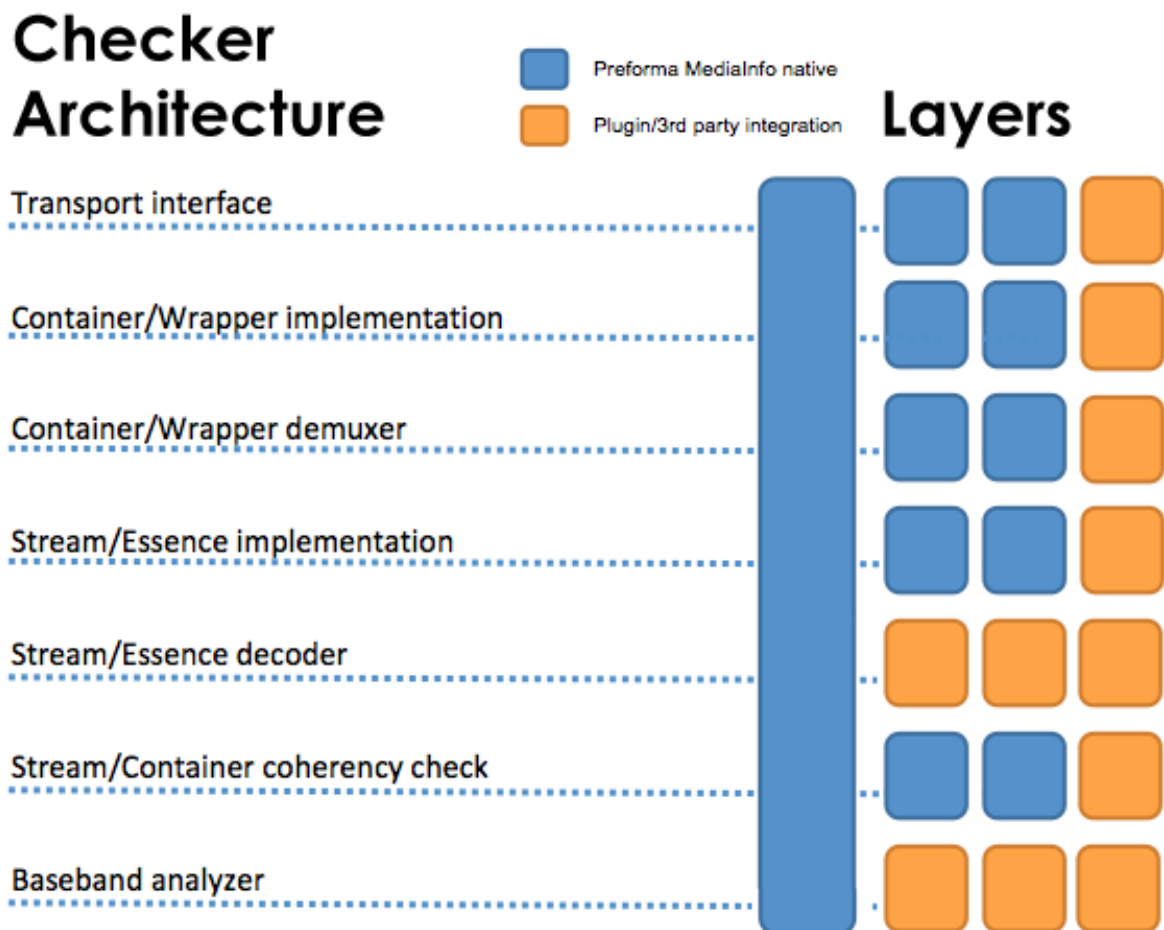 Checker
Architecture
Preforma MediaInfo native
Plugin/3rd party integration
Layers
Transport interface
Container/Wrapper implementation
Container/Wrapper demuxer
Stream/Essence implementation
Stream/Essence decoder
Stream/Container coherency check
Baseband analyzer